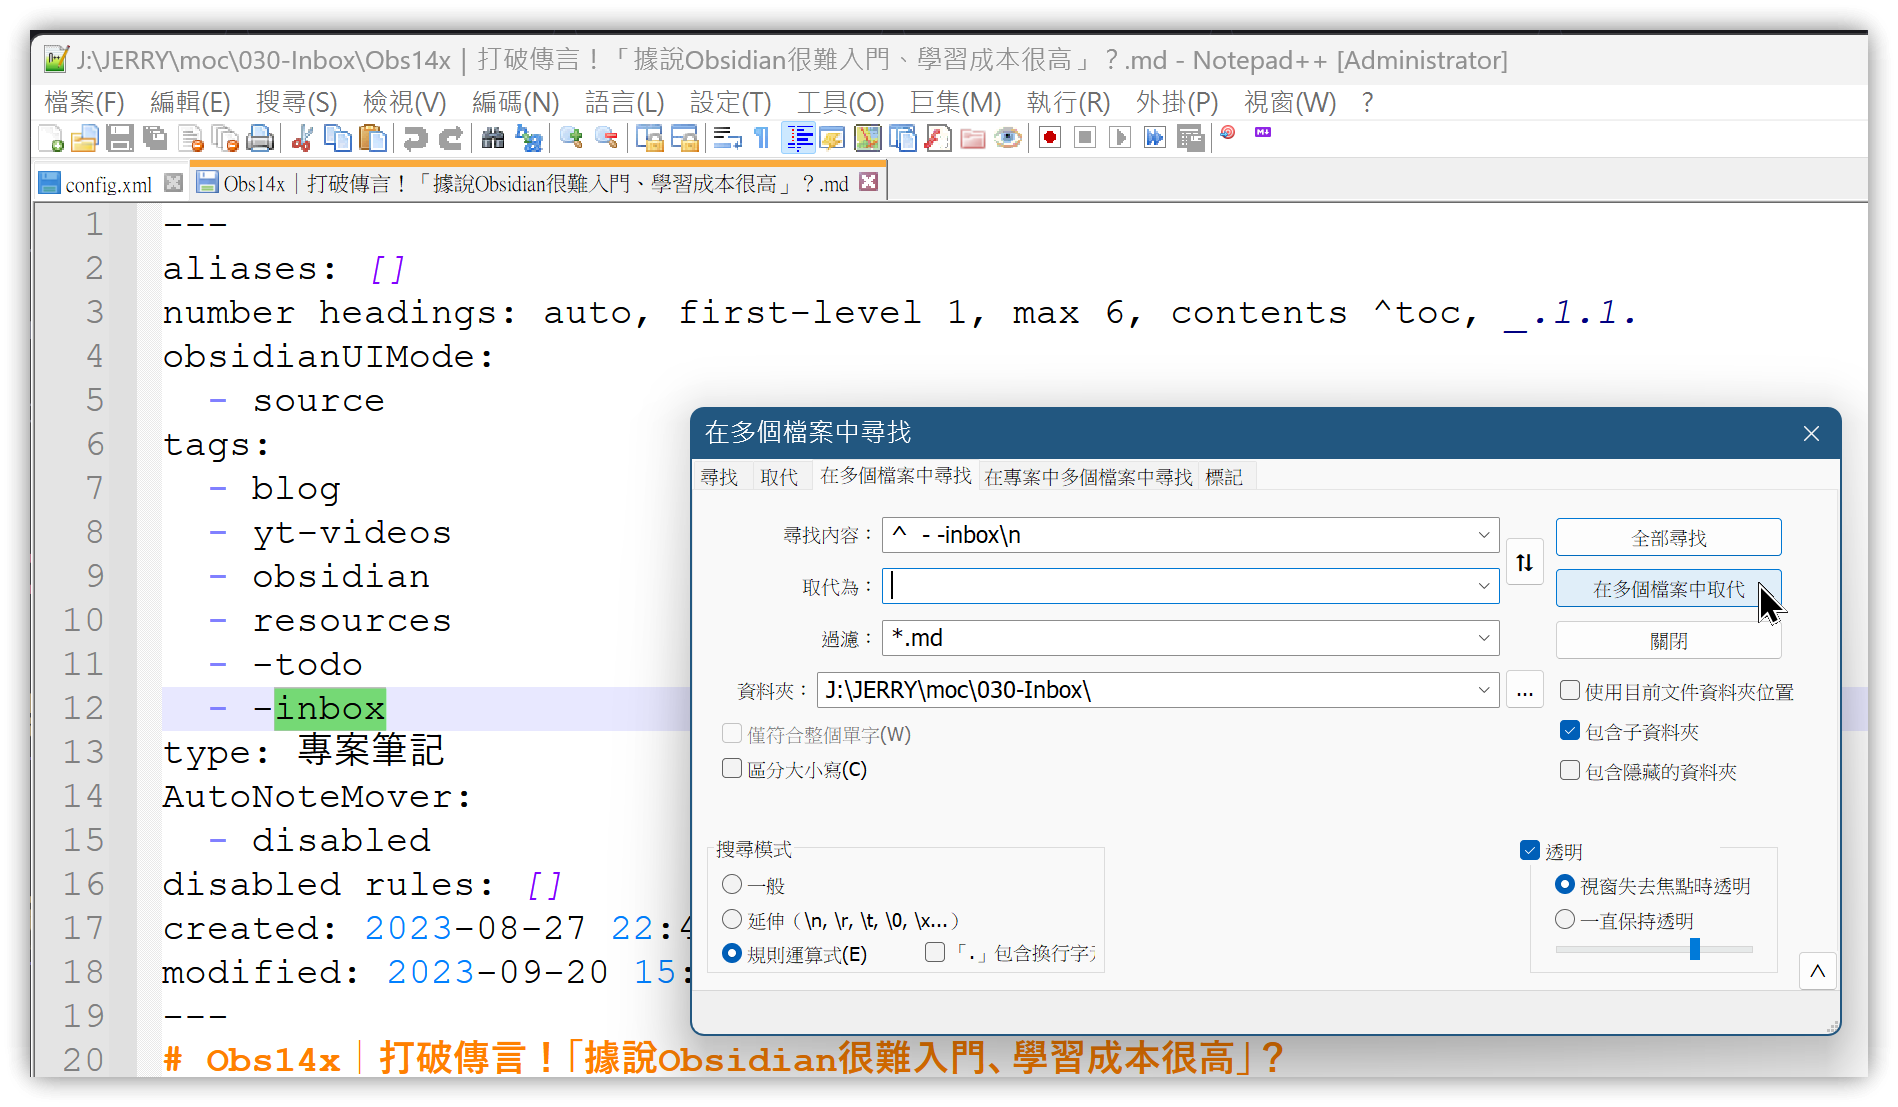 J:\JERRY\moc\030-Inbox\Obs14x｜打破傳言！「據說Obsidian很難入門、學習成本很高」？.md - Notepad++ [Administrator]
檔案(F) 編輯(E) 搜尋(S) 檢視(V) 編碼(N) 語言(L) 設定(T) 工具(O) 巨集(M) 執行(R) 外掛(P) 視窗(W) ?
config.xml
Obs14x｜打破傳言！「據說Obsidian很難入門、學習成本很高」？.md
1 ---
2 aliases: []
3 number headings: auto, first-level 1, max 6, contents ^toc, _.1.1.
4 obsidianUIMode:
5   - source
6 tags:
7   - blog
8   - yt-videos
9   - obsidian
10   - resources
11   - -todo
12   - -inbox
13 type: 專案筆記
14 AutoNoteMover:
15   - disabled
16 disabled rules: []
17 created: 2023-08-27 22:4
18 modified: 2023-09-20 15:
19 ---
20 # Obs14x｜打破傳言！「據說Obsidian很難入門、學習成本很高」？
在多個檔案中尋找
尋找 取代 在多個檔案中尋找 在專案中多個檔案中尋找 標記
尋找內容： ^  - -inbox\n
全部尋找
取代為：
在多個檔案中取代
過濾： *.md
關閉
資料夾： J:\JERRY\moc\030-Inbox\
...
使用目前文件資料夾位置
僅符合整個單字(W)
包含子資料夾
區分大小寫(C)
包含隱藏的資料夾
搜尋模式
一般
延伸（\n, \r, \t, \0, \x...）
規則運算式(E)
「.」包含換行字
透明
視窗失去焦點時透明
一直保持透明